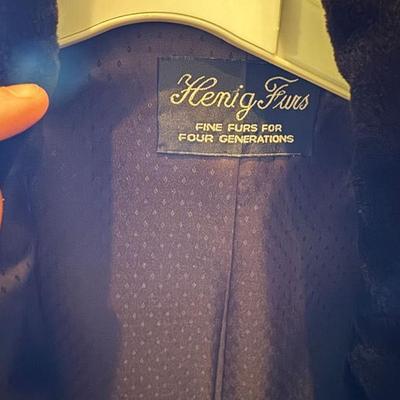 Henig Furs
FINE FURS FOR
FOUR GENERATIONS